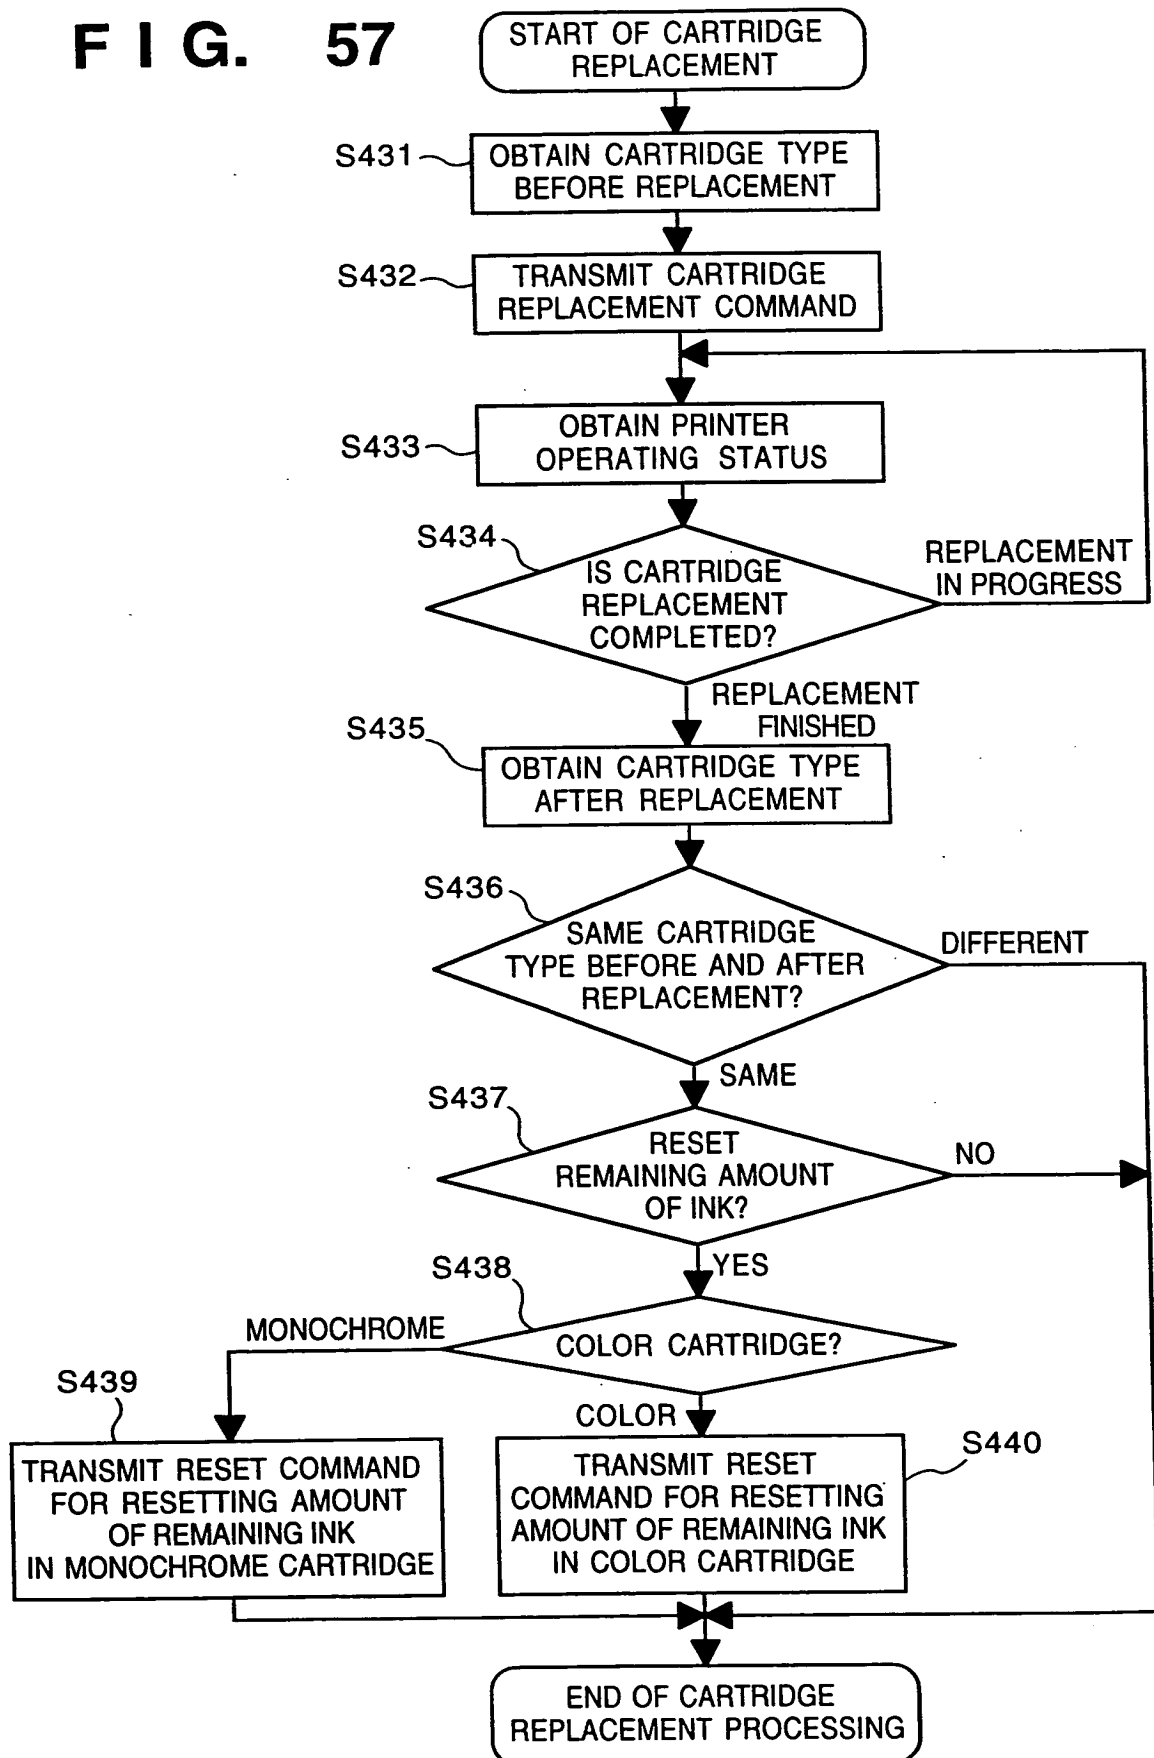 FIG. 57
START OF CARTRIDGE
REPLACEMENT
S431
OBTAIN CARTRIDGE TYPE
BEFORE REPLACEMENT
S432
TRANSMIT CARTRIDGE
REPLACEMENT COMMAND
S433
OBTAIN PRINTER
OPERATING STATUS
S434
IS CARTRIDGE
REPLACEMENT
COMPLETED?
REPLACEMENT
IN PROGRESS
REPLACEMENT
FINISHED
S435
OBTAIN CARTRIDGE TYPE
AFTER REPLACEMENT
S436
SAME CARTRIDGE
TYPE BEFORE AND AFTER
REPLACEMENT?
DIFFERENT
SAME
S437
RESET
REMAINING AMOUNT
OF INK?
NO
YES
S438
COLOR CARTRIDGE?
MONOCHROME
COLOR
S439
TRANSMIT RESET COMMAND
FOR RESETTING AMOUNT
OF REMAINING INK
IN MONOCHROME CARTRIDGE
S440
TRANSMIT RESET
COMMAND FOR RESETTING
AMOUNT OF REMAINING INK
IN COLOR CARTRIDGE
END OF CARTRIDGE
REPLACEMENT PROCESSING